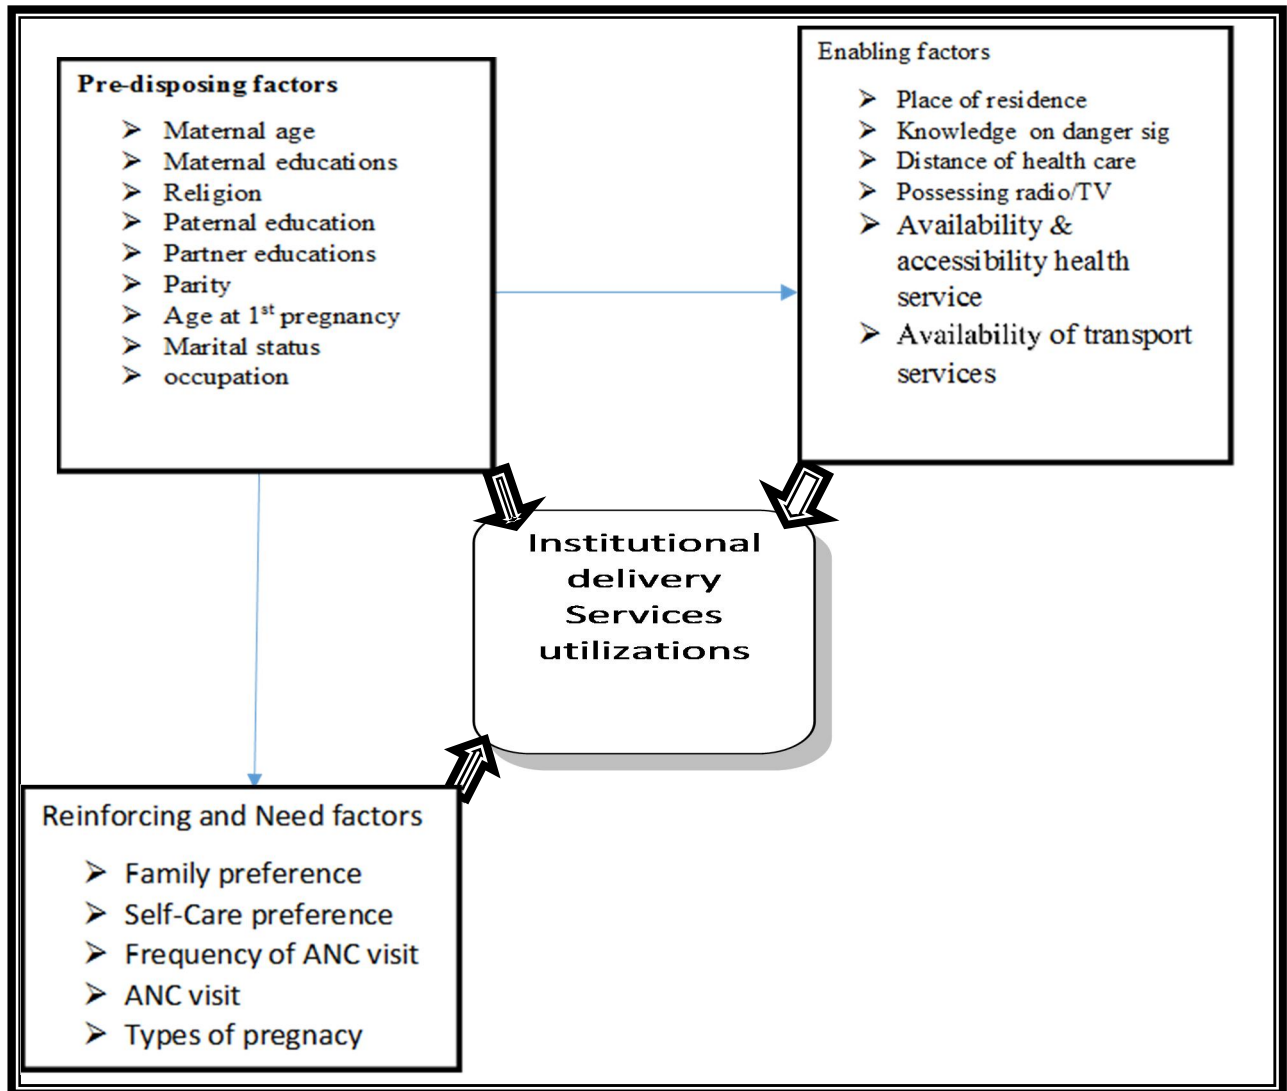 Pre-disposing factors
➢ Maternal age
➢ Maternal educations
➢ Religion
➢ Paternal education
➢ Partner educations
➢ Parity
➢ Age at 1st pregnancy
➢ Marital status
➢ occupation
Enabling factors
➢ Place of residence
➢ Knowledge on danger sig
➢ Distance of health care
➢ Possessing radio/TV
➢ Availability &
accessibility health
service
➢ Availability of transport
services
Institutional
delivery
Services
utilizations
Reinforcing and Need factors
➢ Family preference
➢ Self-Care preference
➢ Frequency of ANC visit
➢ ANC visit
➢ Types of pregnacy